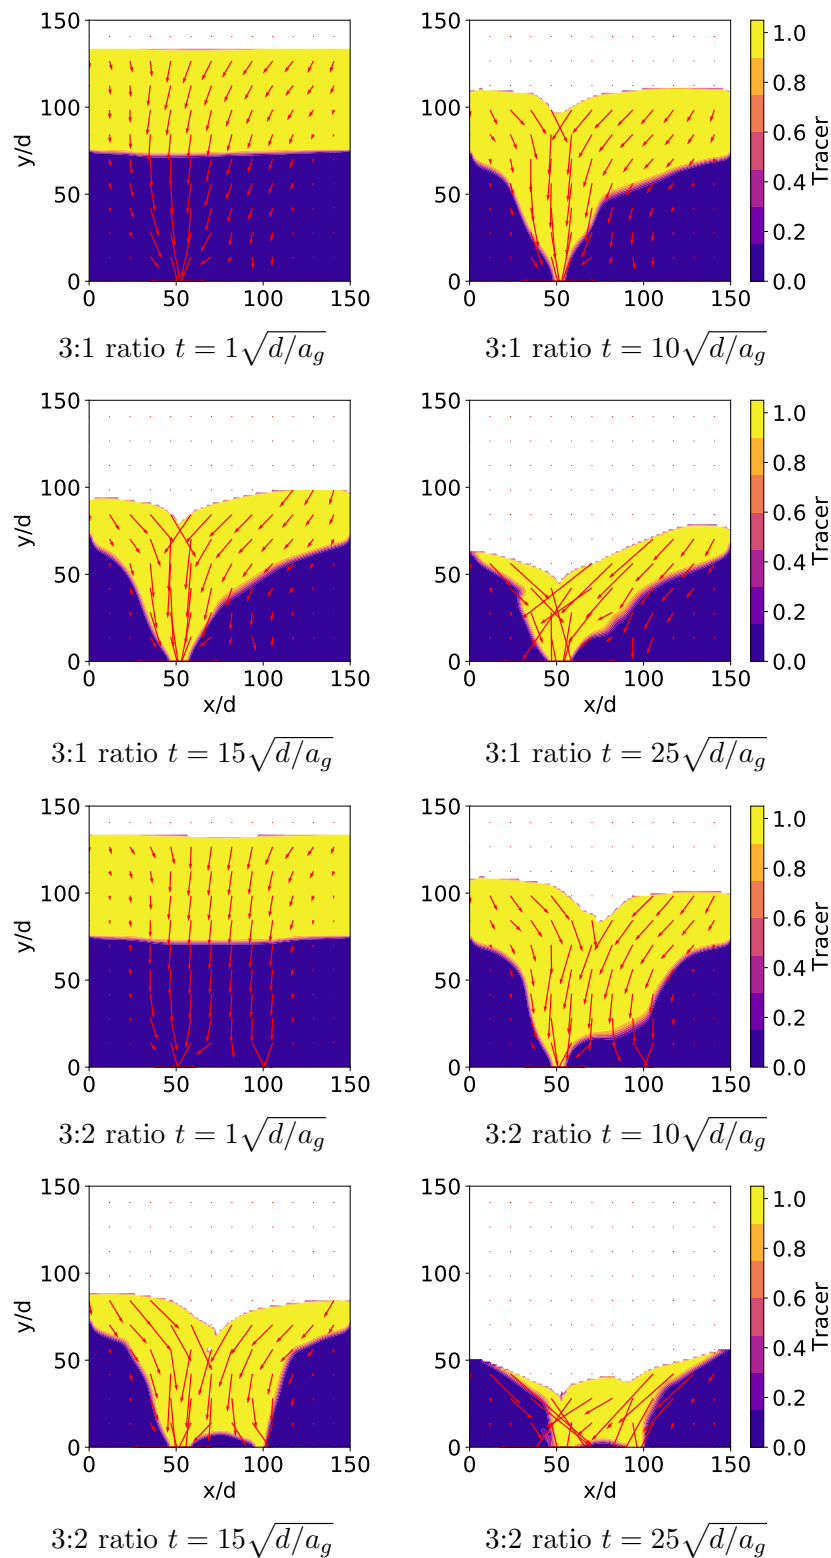 150
100
50
0
y/d
0 50 100 150
150
100
50
0
0 50 100 150
1.0
0.8
0.6
0.4
0.2
0.0
Tracer
3:1 ratio t = 1√d/a_g
3:1 ratio t = 10√d/a_g
150
100
50
0
y/d
0 50 100 150
x/d
150
100
50
0
0 50 100 150
x/d
1.0
0.8
0.6
0.4
0.2
0.0
Tracer
3:1 ratio t = 15√d/a_g
3:1 ratio t = 25√d/a_g
150
100
50
0
y/d
0 50 100 150
150
100
50
0
0 50 100 150
1.0
0.8
0.6
0.4
0.2
0.0
Tracer
3:2 ratio t = 1√d/a_g
3:2 ratio t = 10√d/a_g
150
100
50
0
y/d
0 50 100 150
x/d
150
100
50
0
0 50 100 150
x/d
1.0
0.8
0.6
0.4
0.2
0.0
Tracer
3:2 ratio t = 15√d/a_g
3:2 ratio t = 25√d/a_g